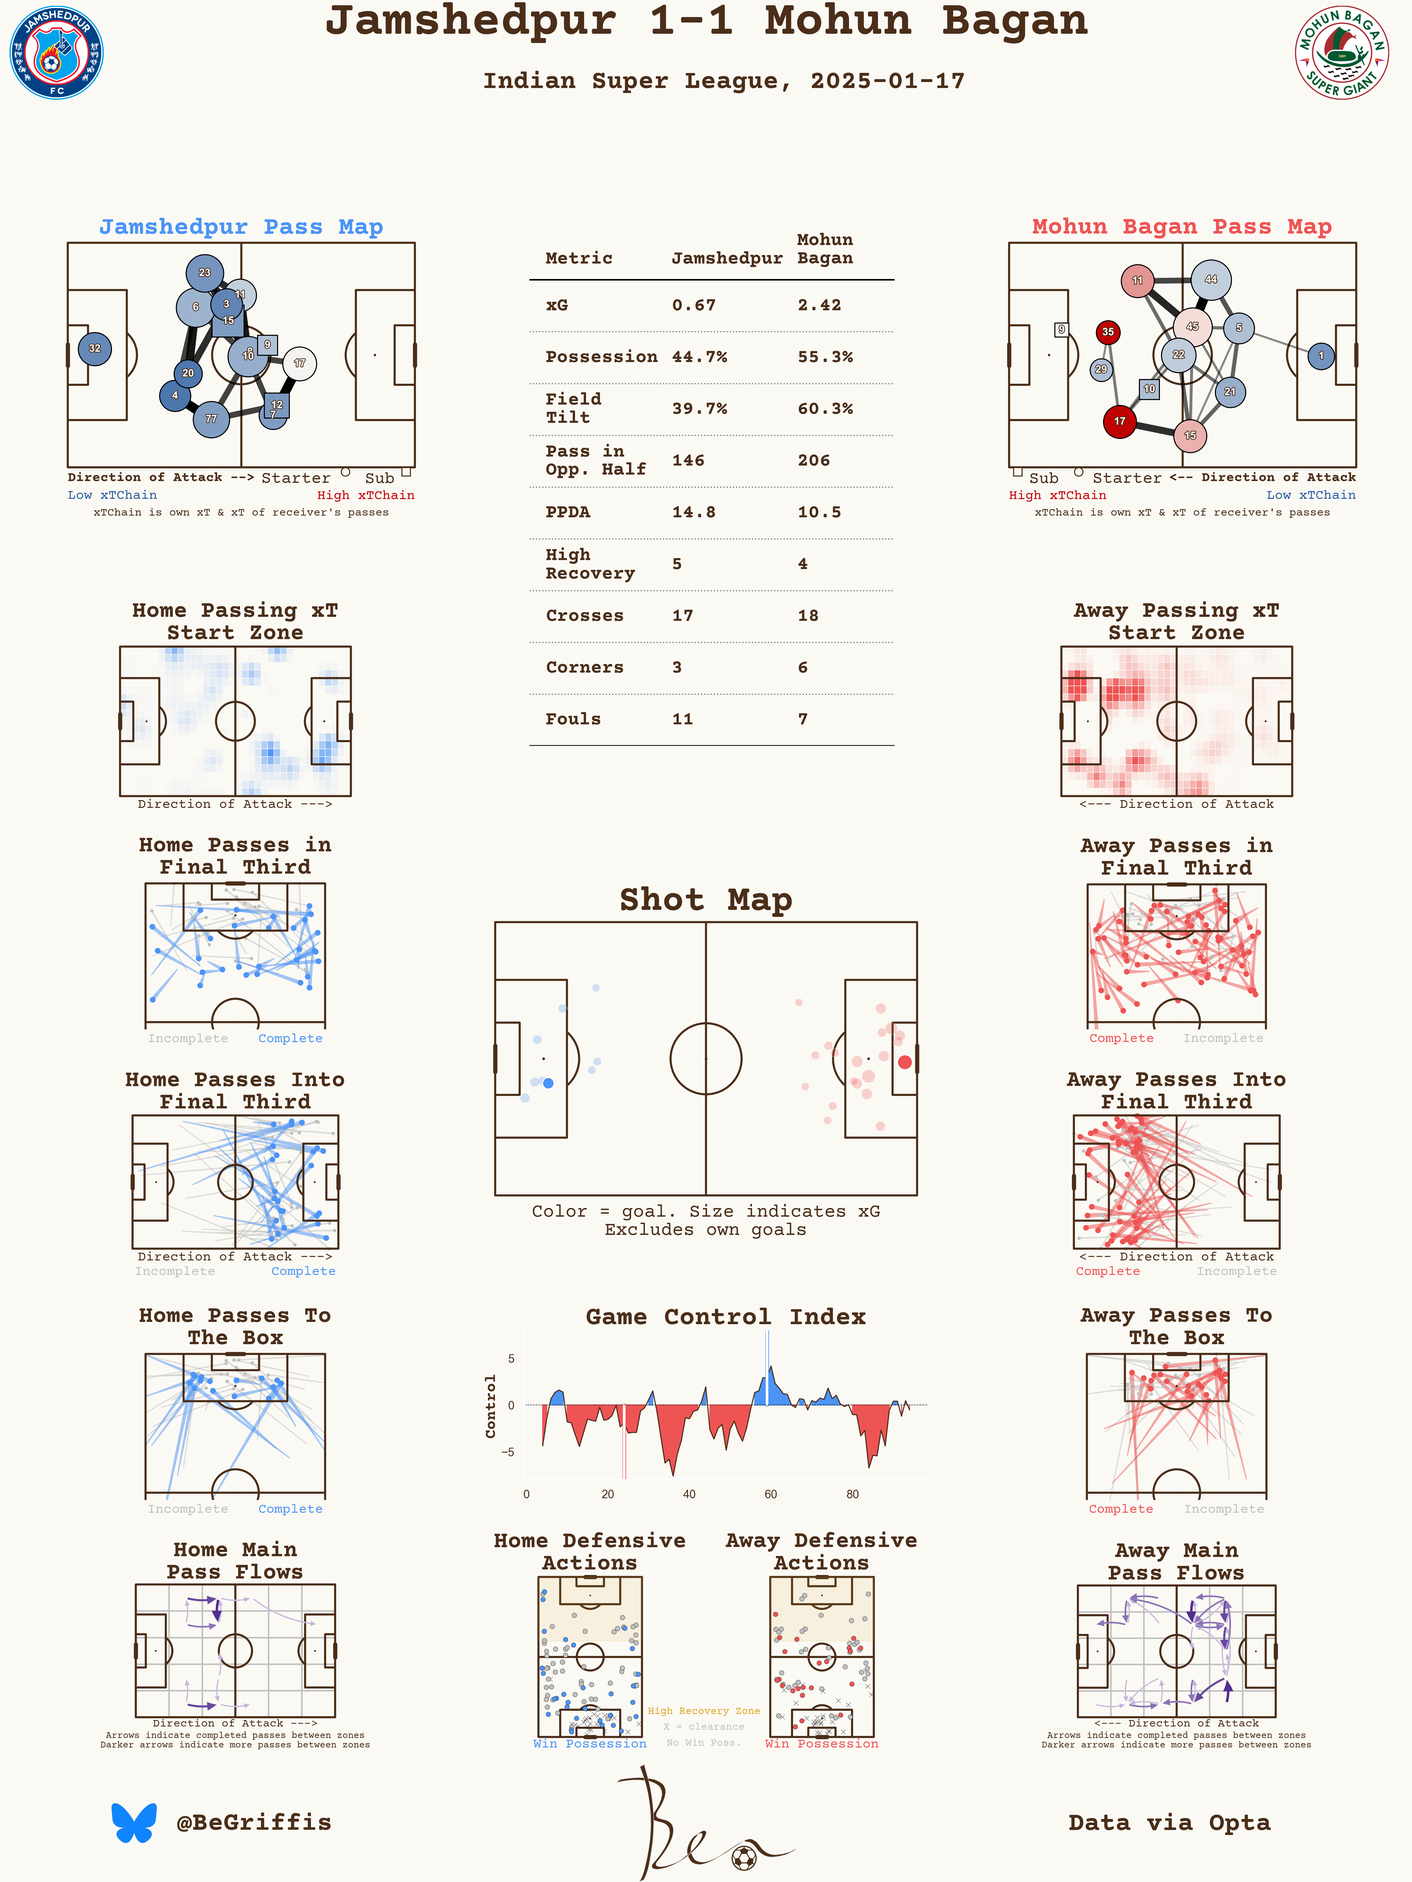 Jamshedpur 1-1 Mohun Bagan
Indian Super League, 2025-01-17
JAMSHEDPUR
FC
MOHUN BAGAN
SUPER GIANT
Jamshedpur Pass Map
23
11
6
3
15
32
8
10
9
17
20
4
77
12
7
Direction of Attack --> Starter Sub
Low xTChain High xTChain
xTChain is own xT & xT of receiver's passes
Metric Jamshedpur Mohun Bagan
xG 0.67 2.42
Possession 44.7% 55.3%
Field Tilt 39.7% 60.3%
Pass in Opp. Half 146 206
PPDA 14.8 10.5
High Recovery 5 4
Crosses 17 18
Corners 3 6
Fouls 11 7
Mohun Bagan Pass Map
11
44
9
35
45
5
22
1
29
10
21
17
15
Sub Starter <-- Direction of Attack
High xTChain Low xTChain
xTChain is own xT & xT of receiver's passes
Home Passing xT
Start Zone
Direction of Attack --->
Away Passing xT
Start Zone
<--- Direction of Attack
Home Passes in
Final Third
Incomplete Complete
Away Passes in
Final Third
Complete Incomplete
Shot Map
Color = goal. Size indicates xG
Excludes own goals
Home Passes Into
Final Third
Direction of Attack --->
Incomplete Complete
Away Passes Into
Final Third
<--- Direction of Attack
Complete Incomplete
Home Passes To
The Box
Incomplete Complete
Game Control Index
Control
5
0
−5
0 20 40 60 80
Away Passes To
The Box
Complete Incomplete
Home Main
Pass Flows
Direction of Attack --->
Arrows indicate completed passes between zones
Darker arrows indicate more passes between zones
Home Defensive
Actions
Win Possession
Away Defensive
Actions
Win Possession
High Recovery Zone
X = clearance
No Win Poss.
Away Main
Pass Flows
<--- Direction of Attack
Arrows indicate completed passes between zones
Darker arrows indicate more passes between zones
@BeGriffis
Ben
Data via Opta